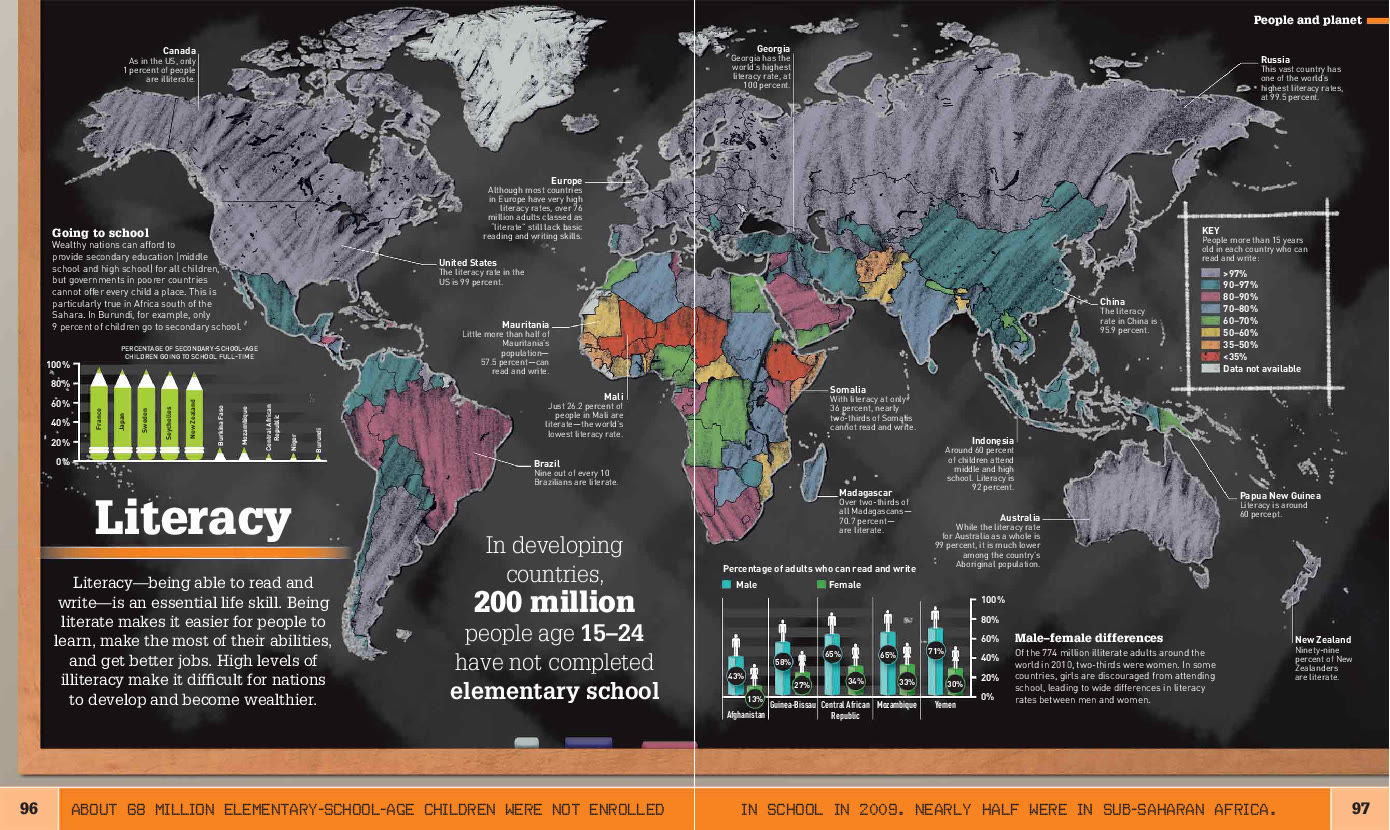 People and planet
Canada
As in the US, only
1 percent of people
are illiterate.
Georgia
Georgia has the
world's highest
literacy rate, at
100 percent.
Russia
This vast country has
one of the world's
highest literacy rates,
at 99.5 percent.
Europe
Although most countries
in Europe have very high
literacy rates, over 76
million adults classed as
"literate" still lack basic
reading and writing skills.
Going to school
Wealthy nations can afford to
provide secondary education (middle
school and high school) for all children,
but governments in poorer countries
cannot offer every child a place. This is
particularly true in Africa south of the
Sahara. In Burundi, for example, only
9 percent of children go to secondary school.
United States
The literacy rate in the
US is 99 percent.
KEY
People more than 15 years
old in each country who can
read and write:
>97%
90–97%
80–90%
70–80%
60–70%
50–60%
35–50%
<35%
Data not available
China
The literacy
rate in China is
95.9 percent.
Mauritania
Little more than half of
Mauritania's
population—
57.5 percent—can
read and write.
PERCENTAGE OF SECONDARY-SCHOOL-AGE
CHILDREN GOING TO SCHOOL FULL-TIME
100%
80%
60%
40%
20%
0%
France
Japan
Sweden
Seychelles
New Zealand
Burkina Faso
Mozambique
Central African
Republic
Niger
Burundi
Mali
Just 26.2 percent of
people in Mali are
literate—the world's
lowest literacy rate.
Somalia
With literacy at only
36 percent, nearly
two-thirds of Somalis
cannot read and write.
Indonesia
Around 60 percent
of children attend
middle and high
school. Literacy is
92 percent.
Brazil
Nine out of every 10
Brazilians are literate.
Madagascar
Over two-thirds of
all Madagascans—
70.7 percent—
are literate.
Papua New Guinea
Literacy is around
60 percent.
Australia
While the literacy rate
for Australia as a whole is
99 percent, it is much lower
among the country's
Aboriginal population.
Literacy
Literacy—being able to read and
write—is an essential life skill. Being
literate makes it easier for people to
learn, make the most of their abilities,
and get better jobs. High levels of
illiteracy make it difficult for nations
to develop and become wealthier.
In developing
countries,
200 million
people age 15–24
have not completed
elementary school
Percentage of adults who can read and write
Male
Female
100%
80%
60%
40%
20%
0%
43%
13%
58%
27%
65%
34%
65%
33%
71%
30%
Afghanistan
Guinea-Bissau
Central African
Republic
Mozambique
Yemen
Male–female differences
Of the 774 million illiterate adults around the
world in 2010, two-thirds were women. In some
countries, girls are discouraged from attending
school, leading to wide differences in literacy
rates between men and women.
New Zealand
Ninety-nine
percent of New
Zealanders
are literate.
96
ABOUT 68 MILLION ELEMENTARY-SCHOOL-AGE CHILDREN WERE NOT ENROLLED
IN SCHOOL IN 2009. NEARLY HALF WERE IN SUB-SAHARAN AFRICA.
97